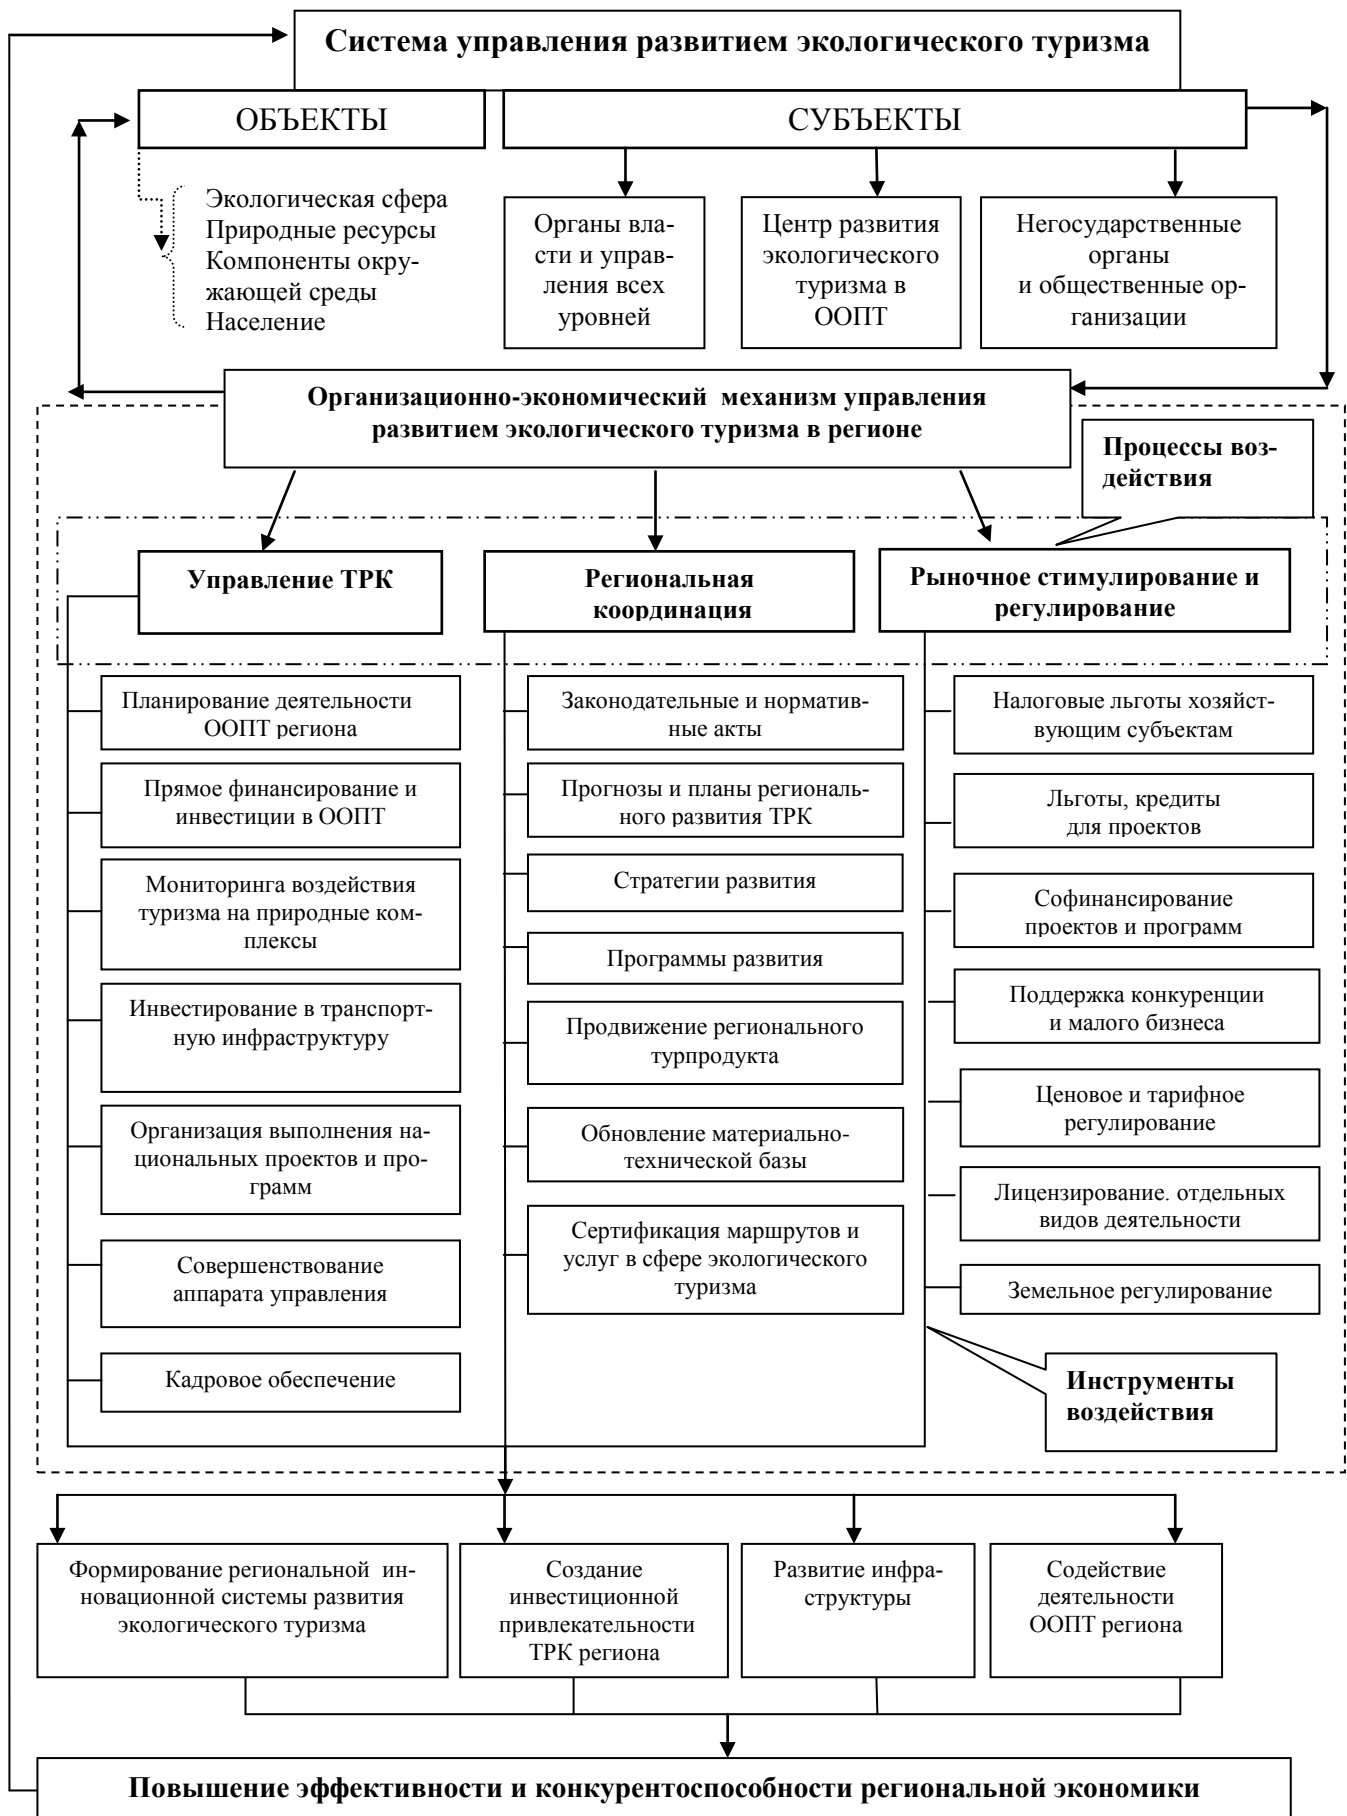 Система управления развитием экологического туризма
ОБЪЕКТЫ
СУБЪЕКТЫ
Экологическая сфера
Природные ресурсы
Компоненты окру-
жающей среды
Население
Органы вла-
сти и управ-
ления всех
уровней
Центр развития
экологического
туризма в
ООПТ
Негосударственные
органы
и общественные ор-
ганизации
Организационно-экономический механизм управления
развитием экологического туризма в регионе
Процессы воз-
действия
Управление ТРК
Региональная
координация
Рыночное стимулирование и
регулирование
Планирование деятельности
ООПТ региона
Прямое финансирование и
инвестиции в ООПТ
Мониторинга воздействия
туризма на природные ком-
плексы
Инвестирование в транспорт-
ную инфраструктуру
Организация выполнения на-
циональных проектов и про-
грамм
Совершенствование
аппарата управления
Кадровое обеспечение
Законодательные и норматив-
ные акты
Прогнозы и планы региональ-
ного развития ТРК
Стратегии развития
Программы развития
Продвижение регионального
турпродукта
Обновление материально-
технической базы
Сертификация маршрутов и
услуг в сфере экологического
туризма
Налоговые льготы хозяйст-
вующим субъектам
Льготы, кредиты
для проектов
Софинансирование
проектов и программ
Поддержка конкуренции
и малого бизнеса
Ценовое и тарифное
регулирование
Лицензирование. отдельных
видов деятельности
Земельное регулирование
Инструменты
воздействия
Формирование региональной ин-
новационной системы развития
экологического туризма
Создание
инвестиционной
привлекательности
ТРК региона
Развитие инфра-
структуры
Содействие
деятельности
ООПТ региона
Повышение эффективности и конкурентоспособности региональной экономики